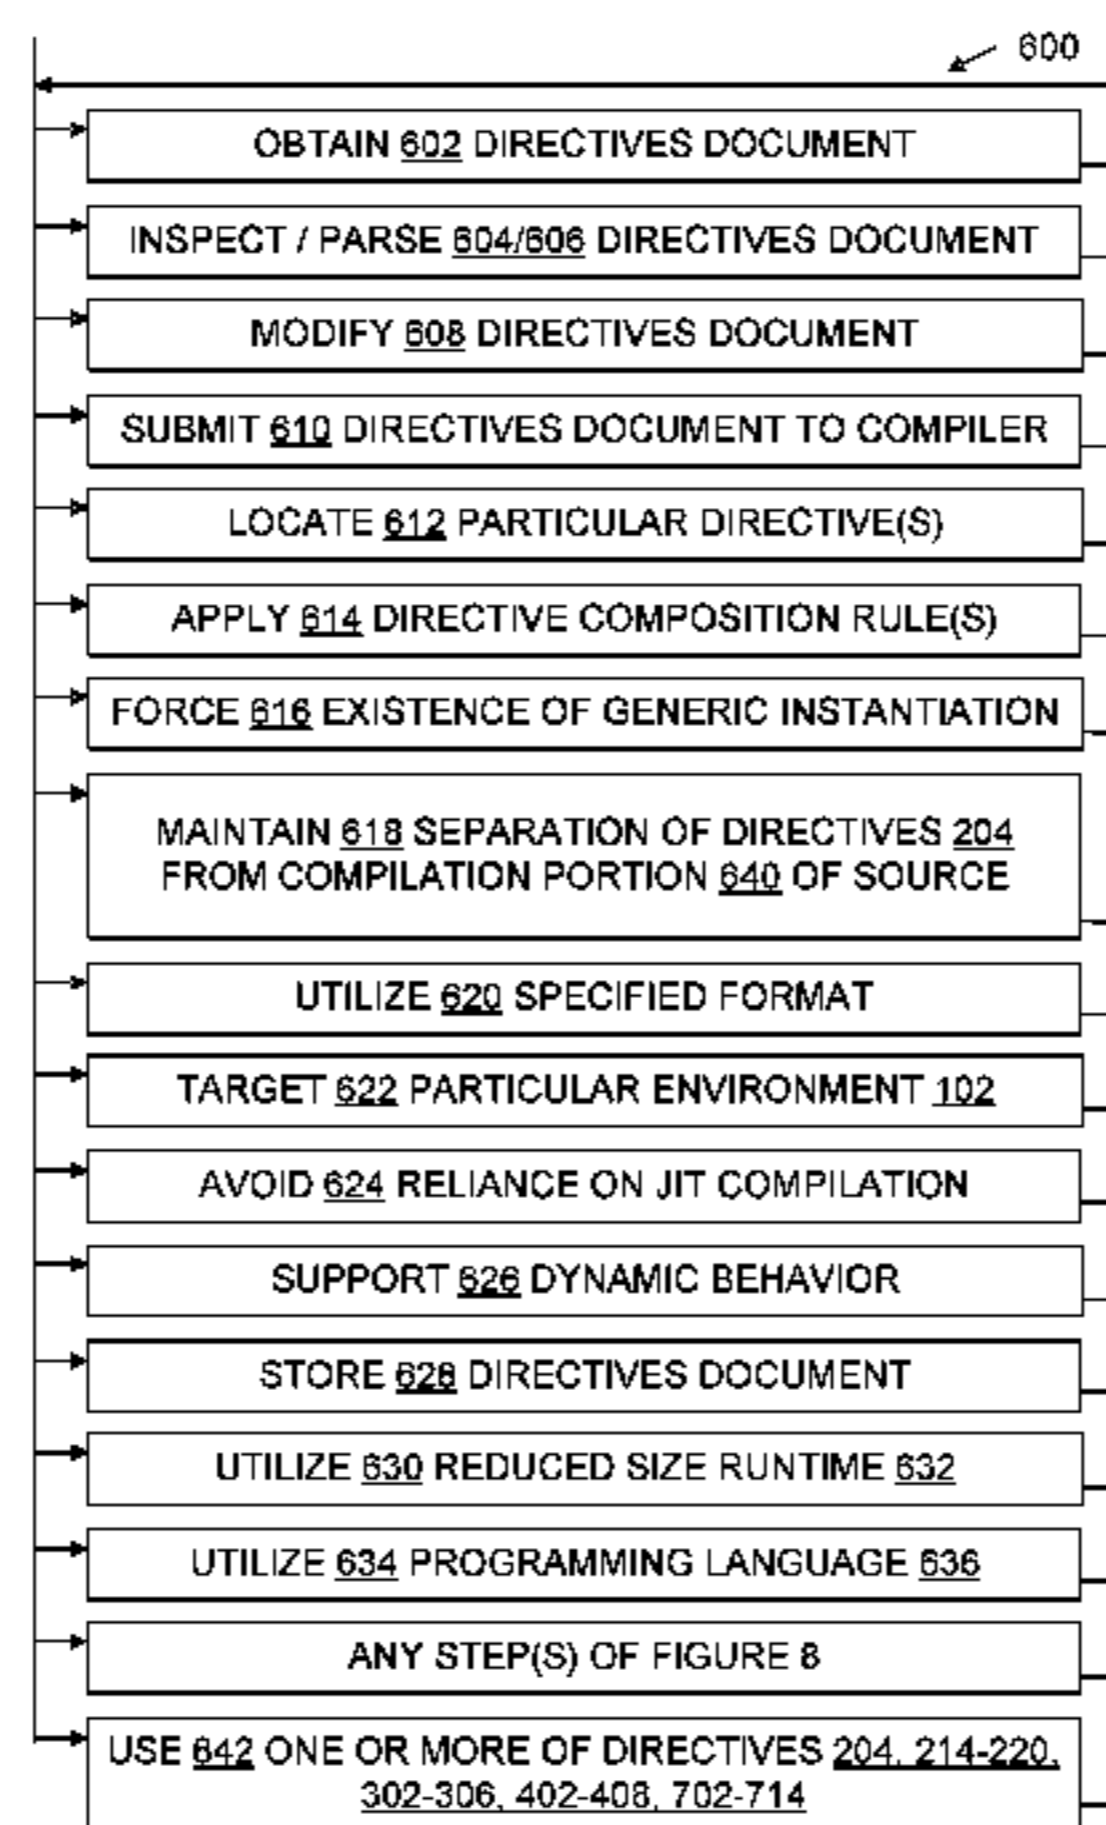 600
OBTAIN 602 DIRECTIVES DOCUMENT
INSPECT / PARSE 604/606 DIRECTIVES DOCUMENT
MODIFY 608 DIRECTIVES DOCUMENT
SUBMIT 610 DIRECTIVES DOCUMENT TO COMPILER
LOCATE 612 PARTICULAR DIRECTIVE(S)
APPLY 614 DIRECTIVE COMPOSITION RULE(S)
FORCE 616 EXISTENCE OF GENERIC INSTANTIATION
MAINTAIN 618 SEPARATION OF DIRECTIVES 204
FROM COMPILATION PORTION 640 OF SOURCE
UTILIZE 620 SPECIFIED FORMAT
TARGET 622 PARTICULAR ENVIRONMENT 102
AVOID 624 RELIANCE ON JIT COMPILATION
SUPPORT 626 DYNAMIC BEHAVIOR
STORE 628 DIRECTIVES DOCUMENT
UTILIZE 630 REDUCED SIZE RUNTIME 632
UTILIZE 634 PROGRAMMING LANGUAGE 636
ANY STEP(S) OF FIGURE 8
USE 642 ONE OR MORE OF DIRECTIVES 204, 214-220,
302-306, 402-408, 702-714